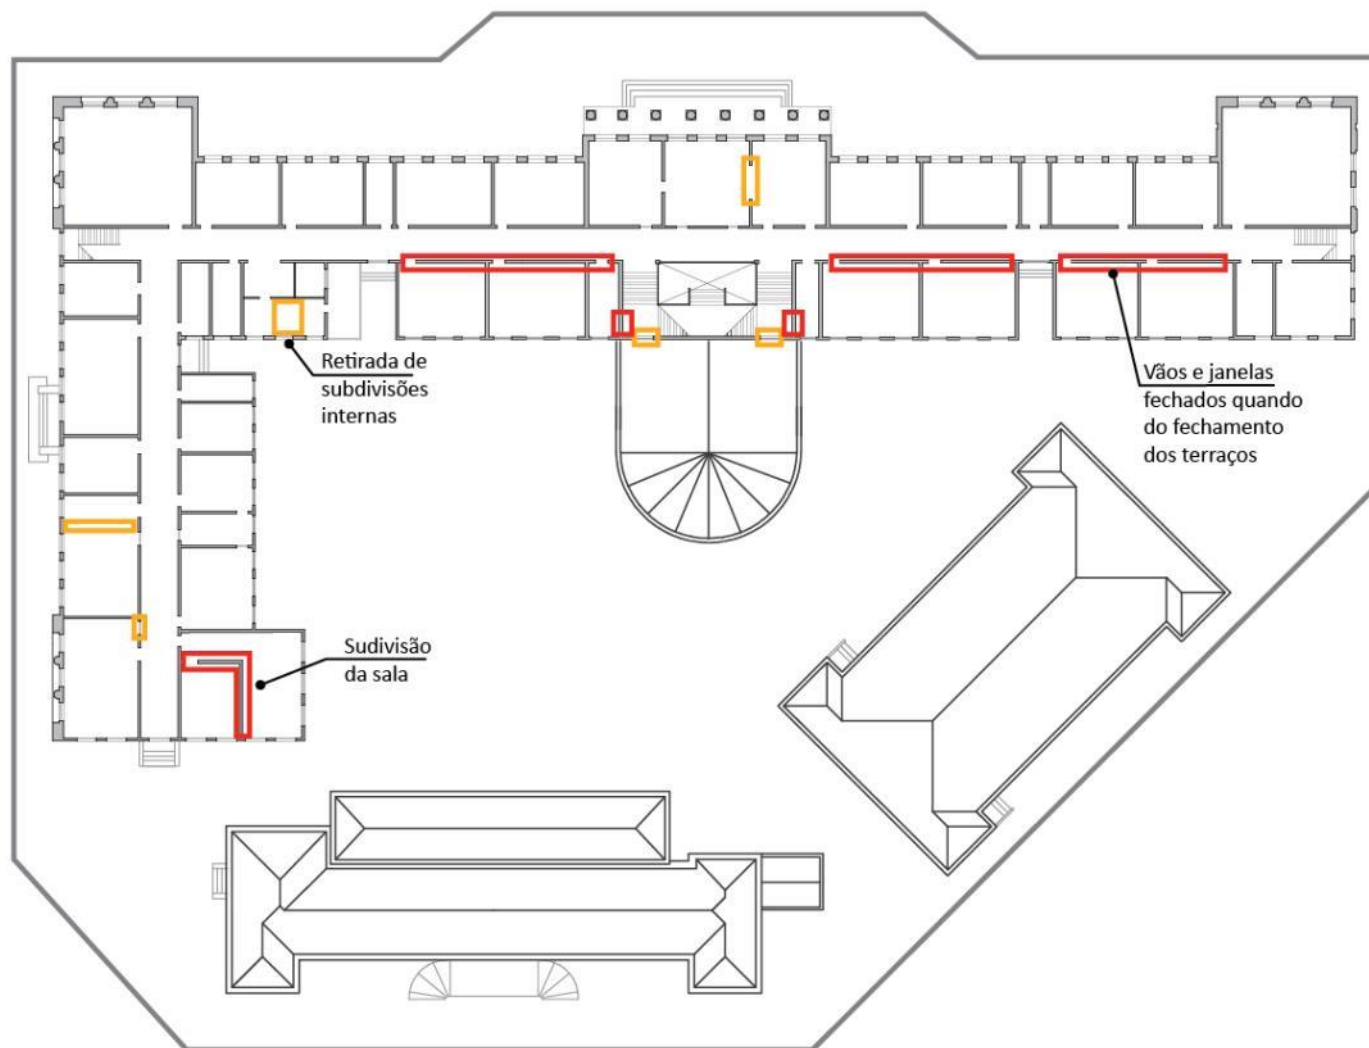 Retirada de
subdivisões
internas
Vãos e janelas
fechados quando
do fechamento
dos terraços
Sudivisão
da sala